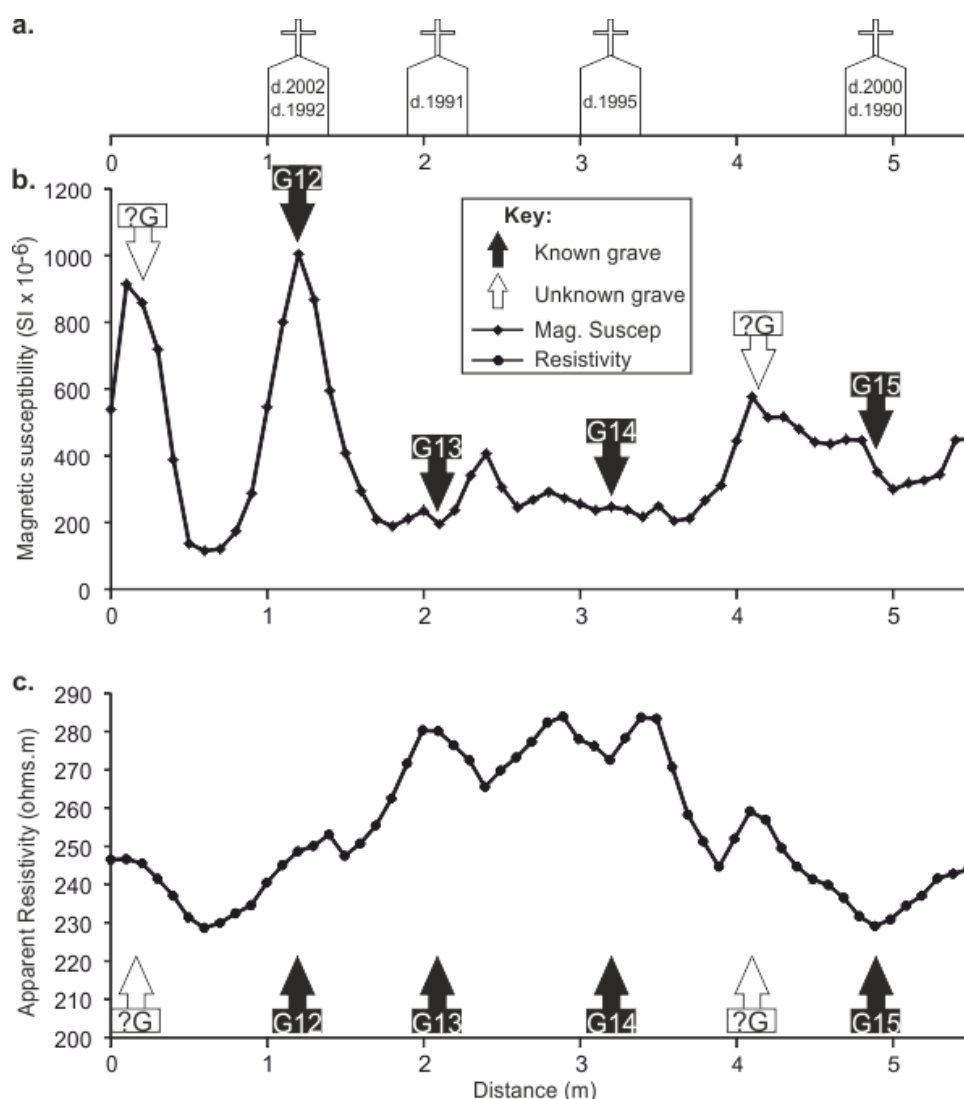 a.
d.2002
d.1992
d.1991
d.1995
d.2000
d.1990
0 1 2 3 4 5
b.
1200
1000
800
600
400
200
0
Magnetic susceptibility (SI x 10-6)
?G
G12
G13
G14
?G
G15
Key:
Known grave
Unknown grave
Mag. Suscep
Resistivity
0 1 2 3 4 5
c.
290
280
270
260
250
240
230
220
210
200
Apparent Resistivity (ohms.m)
?G G12 G13 G14 ?G G15
0 1 2 3 4 5
Distance (m)